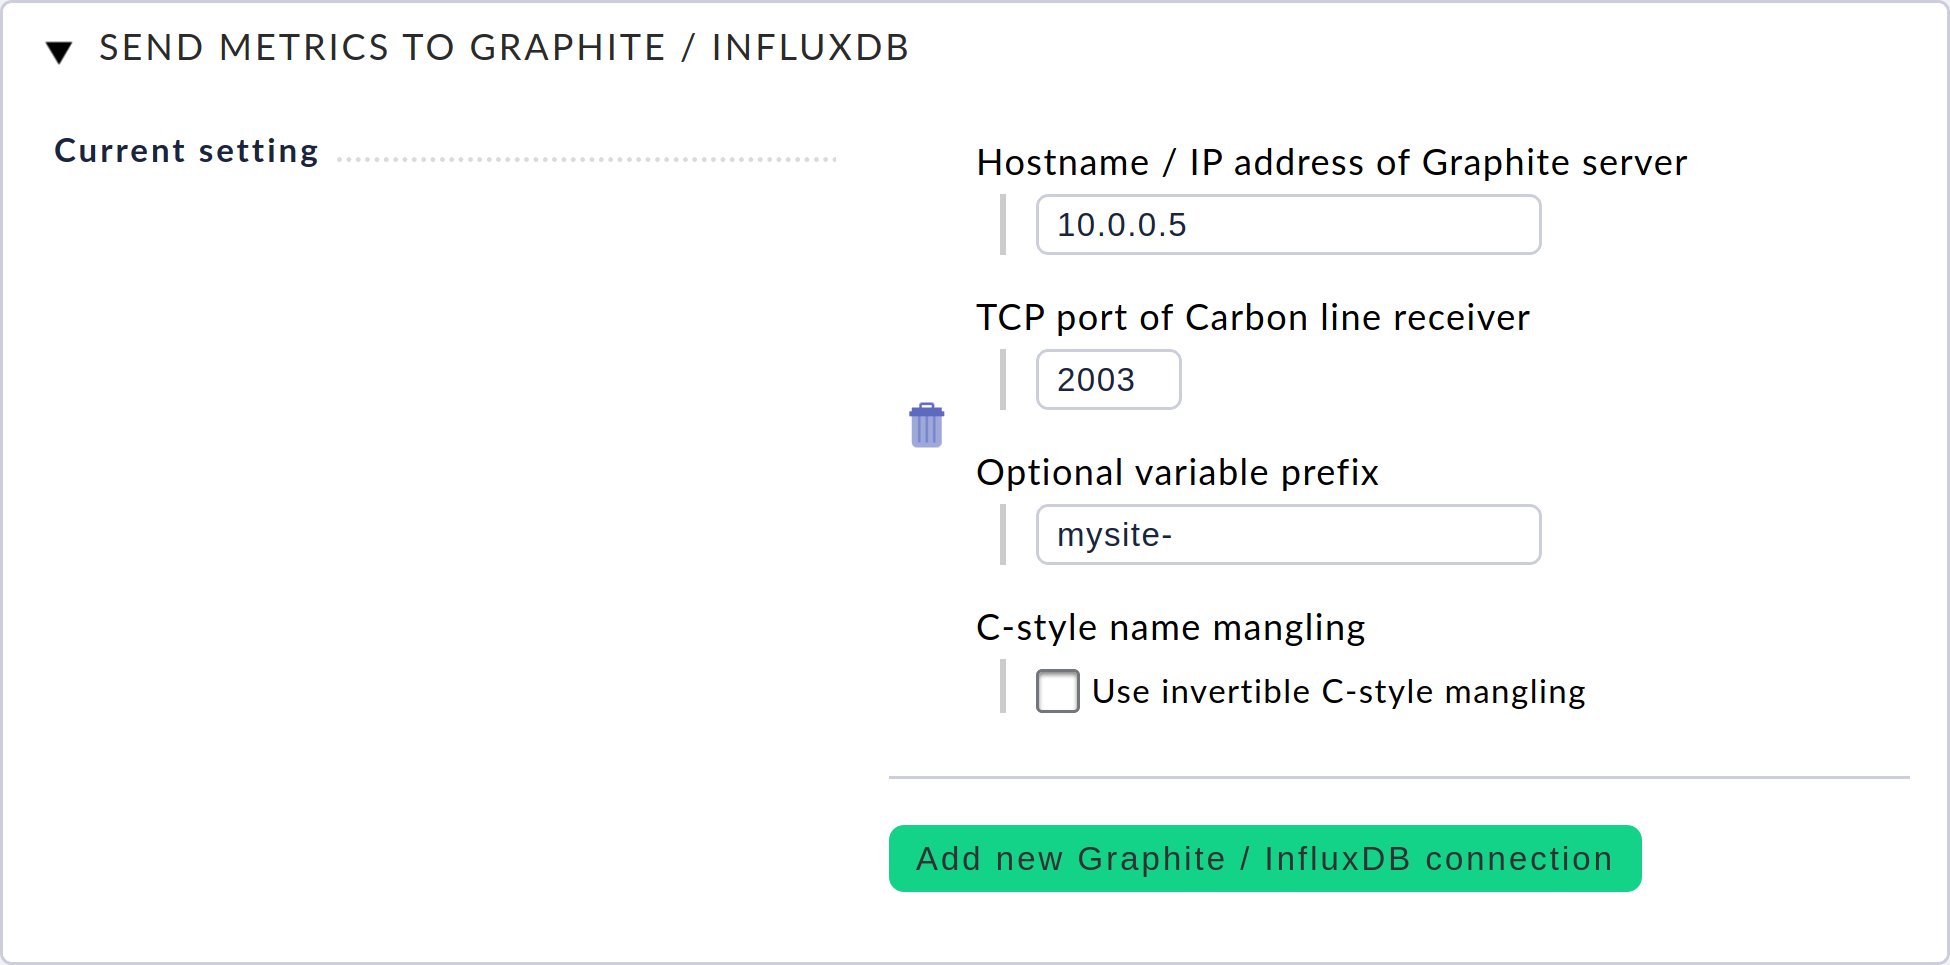 SEND METRICS TO GRAPHITE / INFLUXDB
Current setting
Hostname / IP address of Graphite server
10.0.0.5
TCP port of Carbon line receiver
2003
Optional variable prefix
mysite-
C-style name mangling
Use invertible C-style mangling
Add new Graphite / InfluxDB connection